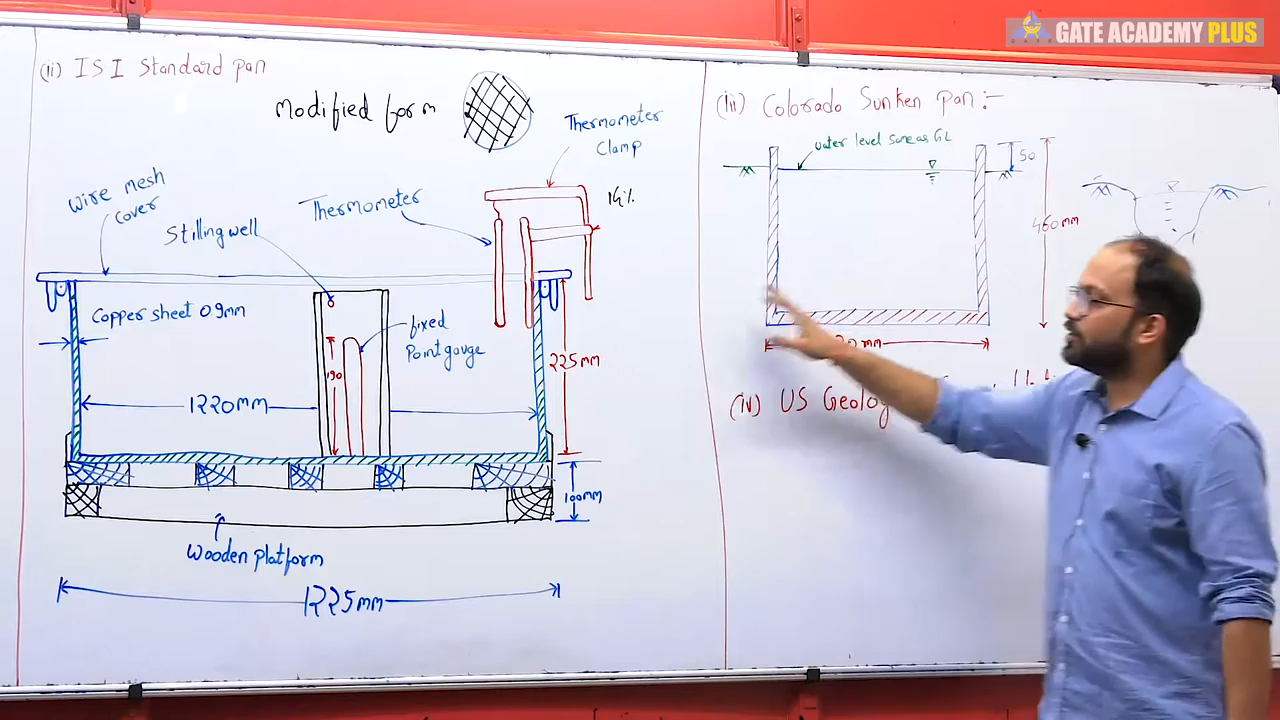 GATE ACADEMY PLUS
(ii) ISI Standard pan
Modified form
Thermometer
Clamp
14%
wire mesh
cover
Stilling well
Thermometer
Copper sheet 0.9mm
fixed
Point gauge
190
225mm
1220mm
100mm
Wooden platform
1225mm
(iii) Colorado Sunken pan:-
water level same as GL
50
460mm
(iv) US Geolog